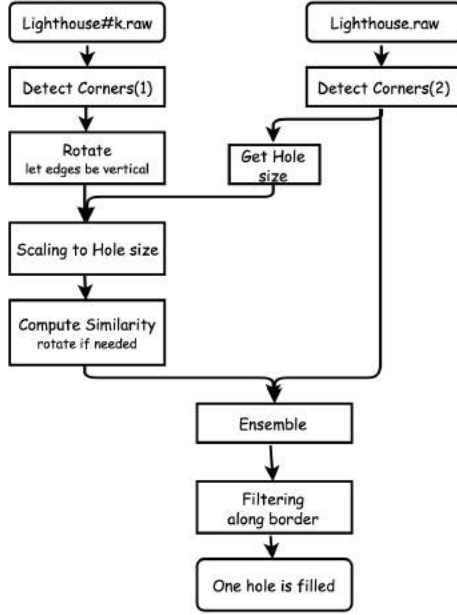 Lighthouse#k.raw
Lighthouse.raw
Detect Corners(1)
Detect Corners(2)
Rotate
let edges be vertical
Get Hole
size
Scaling to Hole size
Compute Similarity
rotate if needed
Ensemble
Filtering
along border
One hole is filled